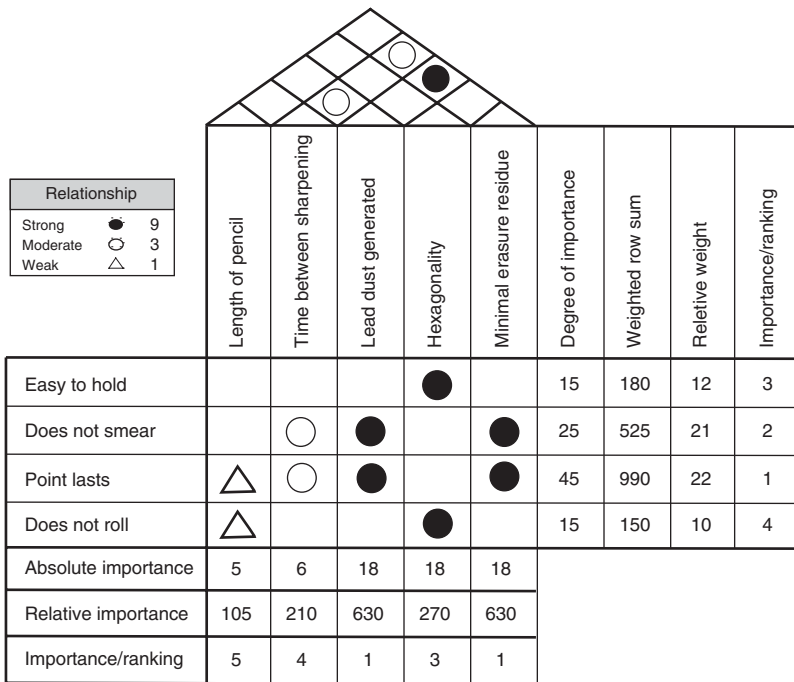 Relationship
Strong 9
Moderate 3
Weak 1
Length of pencil
Time between sharpening
Lead dust generated
Hexagonality
Minimal erasure residue
Degree of importance
Weighted row sum
Reletive weight
Importance/ranking
Easy to hold 15 180 12 3
Does not smear 25 525 21 2
Point lasts 45 990 22 1
Does not roll 15 150 10 4
Absolute importance 5 6 18 18 18
Relative importance 105 210 630 270 630
Importance/ranking 5 4 1 3 1